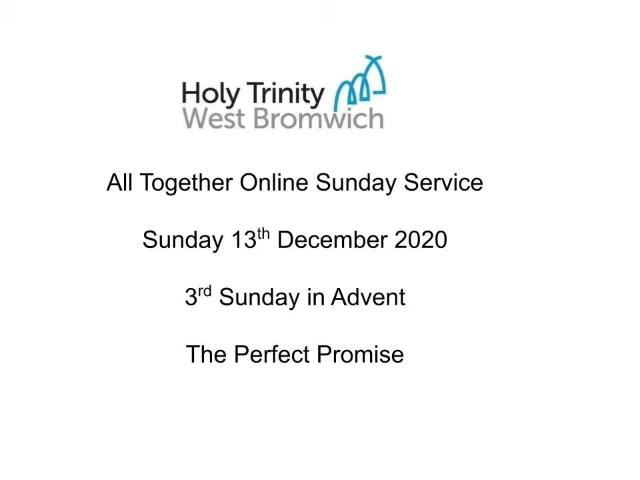 Holy Trinity
West Bromwich
All Together Online Sunday Service
Sunday 13th December 2020
3rd Sunday in Advent
The Perfect Promise